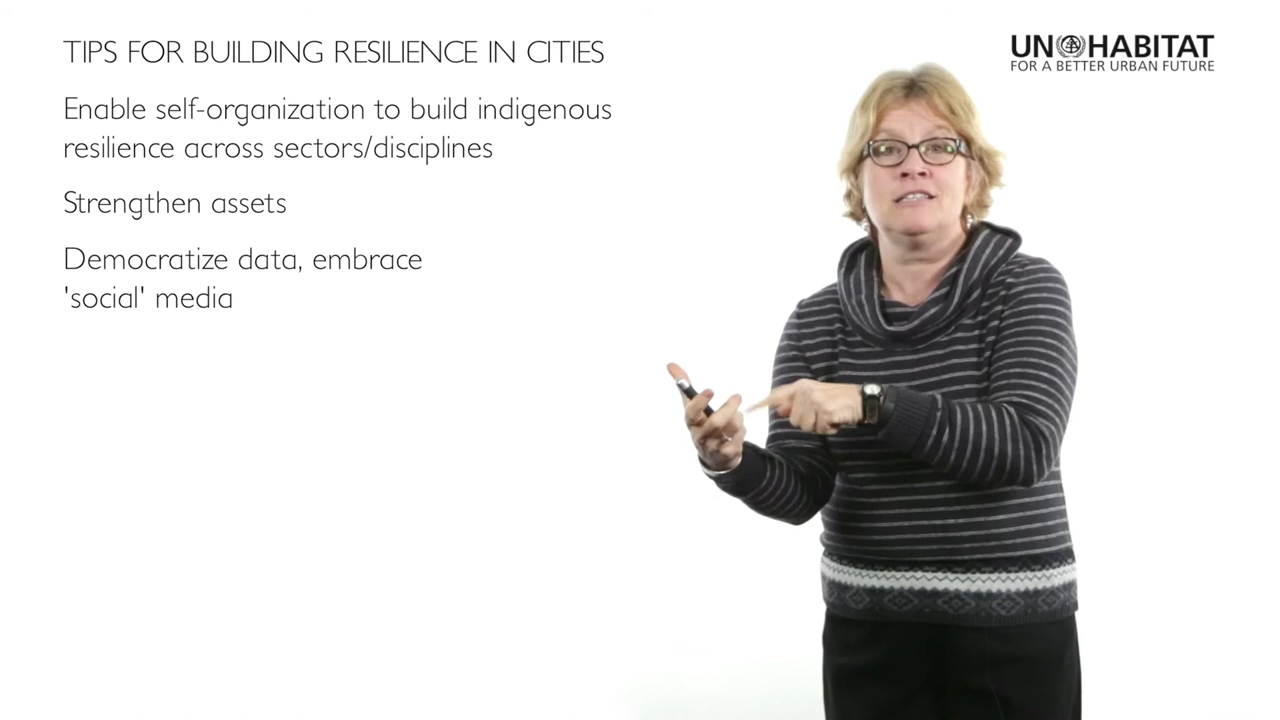 TIPS FOR BUILDING RESILIENCE IN CITIES
UN HABITAT
FOR A BETTER URBAN FUTURE
Enable self-organization to build indigenous
resilience across sectors/disciplines
Strengthen assets
Democratize data, embrace
'social' media